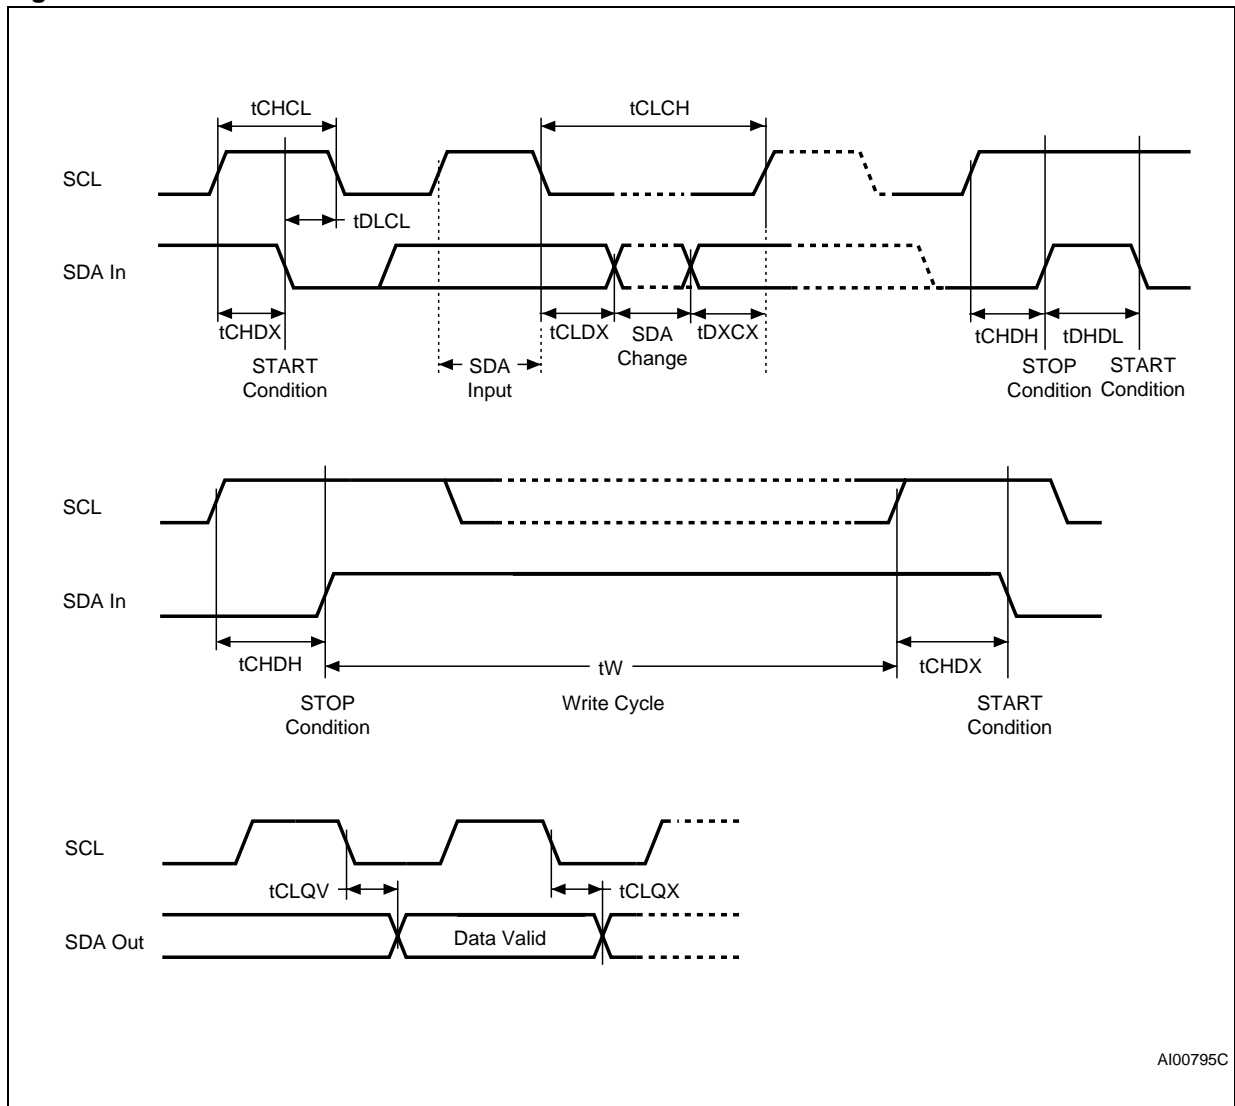 tCHCL
tCLCH
SCL
tDLCL
SDA In
tCHDX
tCLDX
SDA
Change
tDXCX
tCHDH
tDHDL
START
Condition
SDA
Input
STOP
Condition
START
Condition
SCL
SDA In
tCHDH
tW
tCHDX
STOP
Condition
Write Cycle
START
Condition
SCL
tCLQV
tCLQX
SDA Out
Data Valid
AI00795C